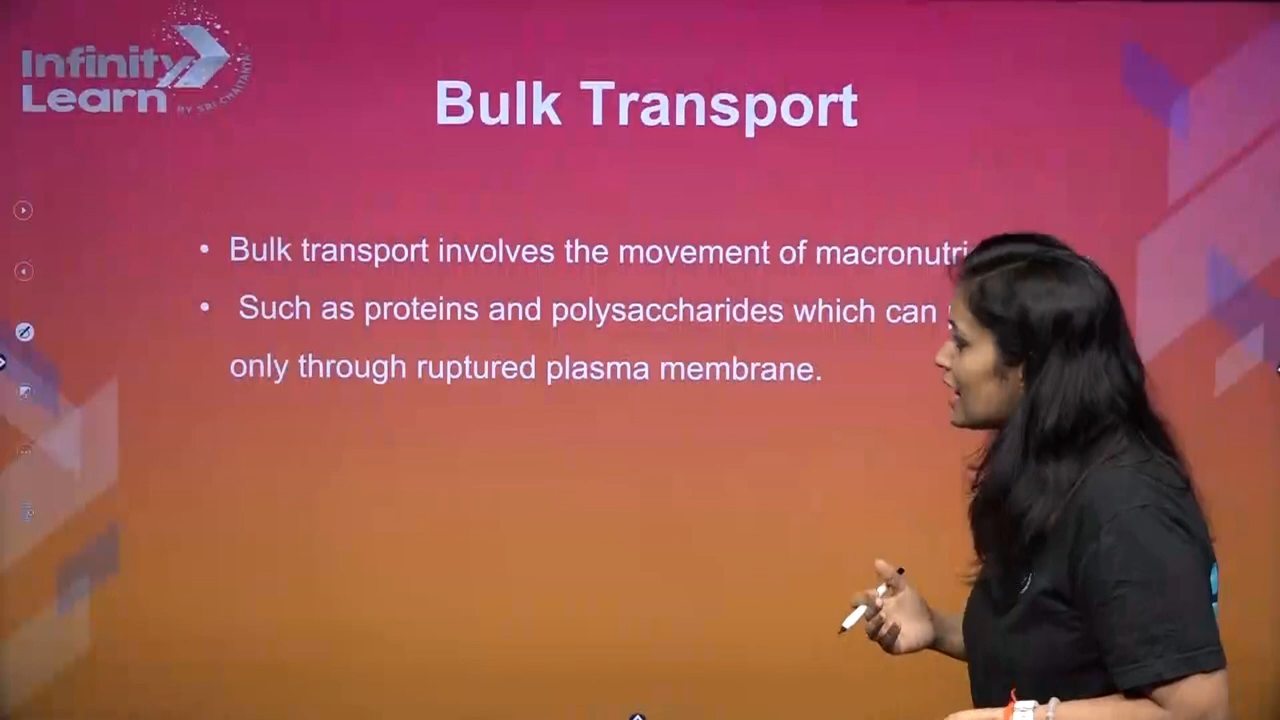 Infinity
Learn
BY SRI CHAITANYA
Bulk Transport
• Bulk transport involves the movement of
• Such as proteins and polysaccharides which can
only through ruptured plasma membrane.